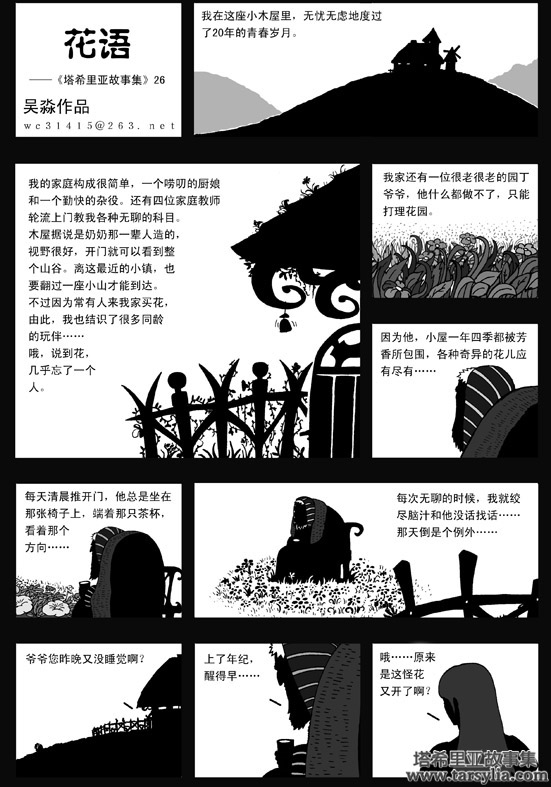 花语
——《塔希里亚故事集》26
吴淼作品
we31415@263.net
我在这座小木屋里，无忧无虑地度过
了20年的青春岁月。
我的家庭构成很简单，一个唠叨的厨娘
和一个勤快的杂役。还有四位家庭教师
轮流上门教我各种无聊的科目。
木屋据说是奶奶那一辈人造的，
视野很好，开门就可以看到整
个山谷。离这最近的小镇，也
要翻过一座小山才能到达。
不过因为常有人来我家买花，
由此，我也结识了很多同龄
的玩伴……
哦，说到花，
几乎忘了一个
人。
我家还有一位很老很老的园丁
爷爷，他什么都做不了，只能
打理花园。
因为他，小屋一年四季都被芳
香所包围，各种奇异的花儿应
有尽有……
每天清晨推开门，他总是坐在
那张椅子上，端着那只茶杯，
看着那个
方向……
每次无聊的时候，我就绞
尽脑汁和他没话找话……
那天倒是个例外……
爷爷您昨晚又没睡觉啊？
上了年纪，
醒得早……
哦……原来
是这怪花
又开了啊？
塔希里亚故事集
www.tarsylia.com